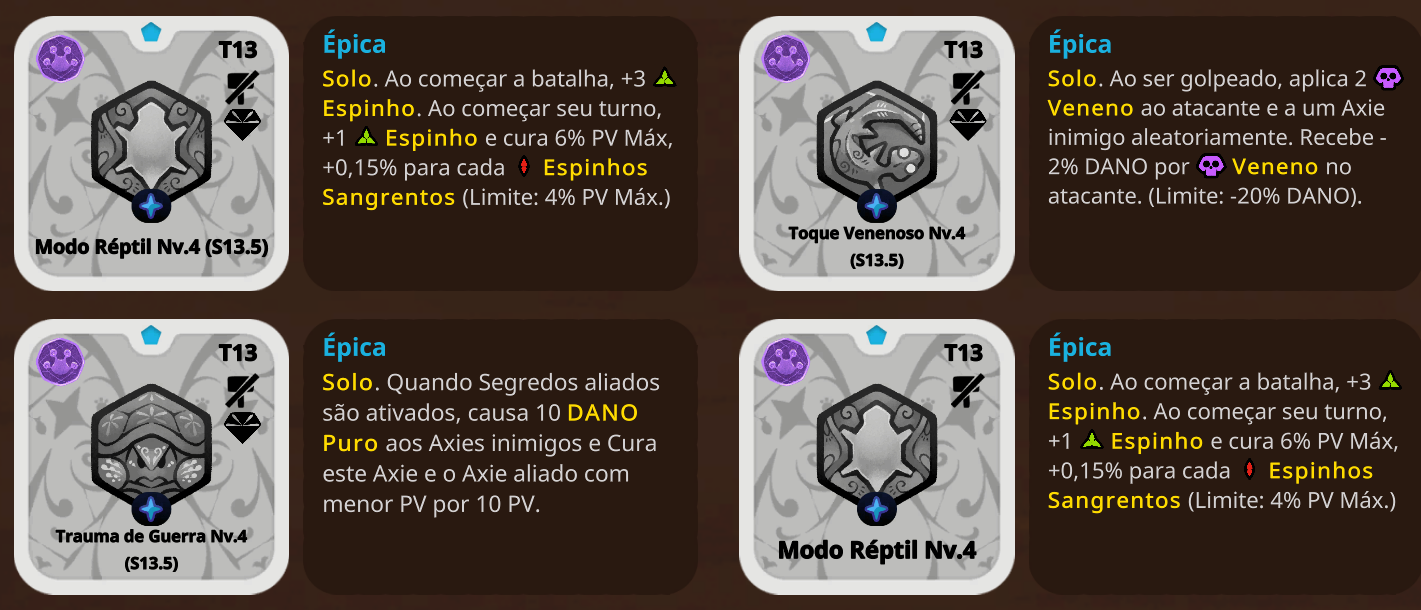 T13
Modo Réptil Nv.4 (S13.5)
Épica
Solo. Ao começar a batalha, +3
Espinho. Ao começar seu turno,
+1 Espinho e cura 6% PV Máx,
+0,15% para cada Espinhos
Sangrentos (Limite: 4% PV Máx.)
T13
Toque Venenoso Nv.4
(S13.5)
Épica
Solo. Ao ser golpeado, aplica 2
Veneno ao atacante e a um Axie
inimigo aleatoriamente. Recebe -
2% DANO por Veneno no
atacante. (Limite: -20% DANO).
T13
Trauma de Guerra Nv.4
(S13.5)
Épica
Solo. Quando Segredos aliados
são ativados, causa 10 DANO
Puro aos Axies inimigos e Cura
este Axie e o Axie aliado com
menor PV por 10 PV.
T13
Modo Réptil Nv.4
Épica
Solo. Ao começar a batalha, +3
Espinho. Ao começar seu turno,
+1 Espinho e cura 6% PV Máx,
+0,15% para cada Espinhos
Sangrentos (Limite: 4% PV Máx.)